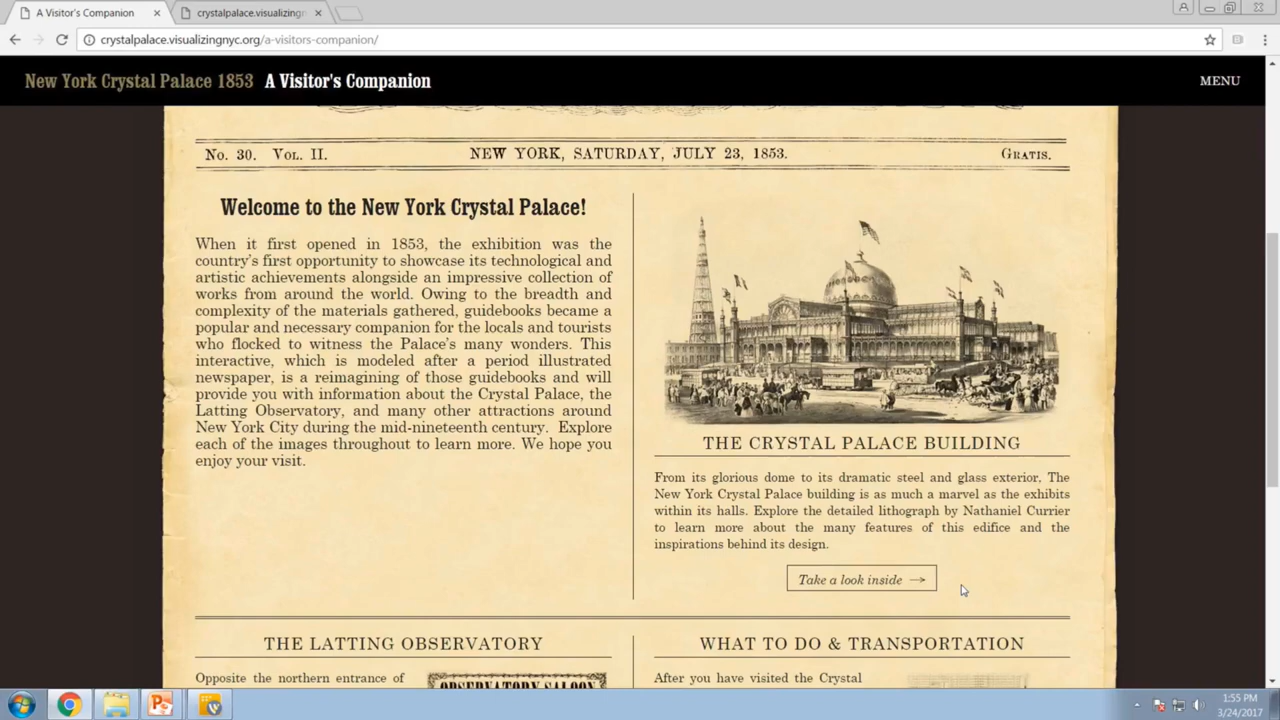 A Visitor's Companion
crystalpalace.visualizingn
crystalpalace.visualizingnyc.org/a-visitors-companion/
New York Crystal Palace 1853 A Visitor's Companion
MENU
No. 30. Vol. II.
NEW YORK, SATURDAY, JULY 23, 1853.
Gratis.
Welcome to the New York Crystal Palace!
When it first opened in 1853, the exhibition was the
country's first opportunity to showcase its technological and
artistic achievements alongside an impressive collection of
works from around the world. Owing to the breadth and
complexity of the materials gathered, guidebooks became a
popular and necessary companion for the locals and tourists
who flocked to witness the Palace's many wonders. This
interactive, which is modeled after a period illustrated
newspaper, is a reimagining of those guidebooks and will
provide you with information about the Crystal Palace, the
Latting Observatory, and many other attractions around
New York City during the mid-nineteenth century. Explore
each of the images throughout to learn more. We hope you
enjoy your visit.
THE CRYSTAL PALACE BUILDING
From its glorious dome to its dramatic steel and glass exterior, The
New York Crystal Palace building is as much a marvel as the exhibits
within its halls. Explore the detailed lithograph by Nathaniel Currier
to learn more about the many features of this edifice and the
inspirations behind its design.
Take a look inside →
THE LATTING OBSERVATORY
Opposite the northern entrance of
OBSERVATORY SALOON
WHAT TO DO & TRANSPORTATION
After you have visited the Crystal
1:55 PM
3/24/2017